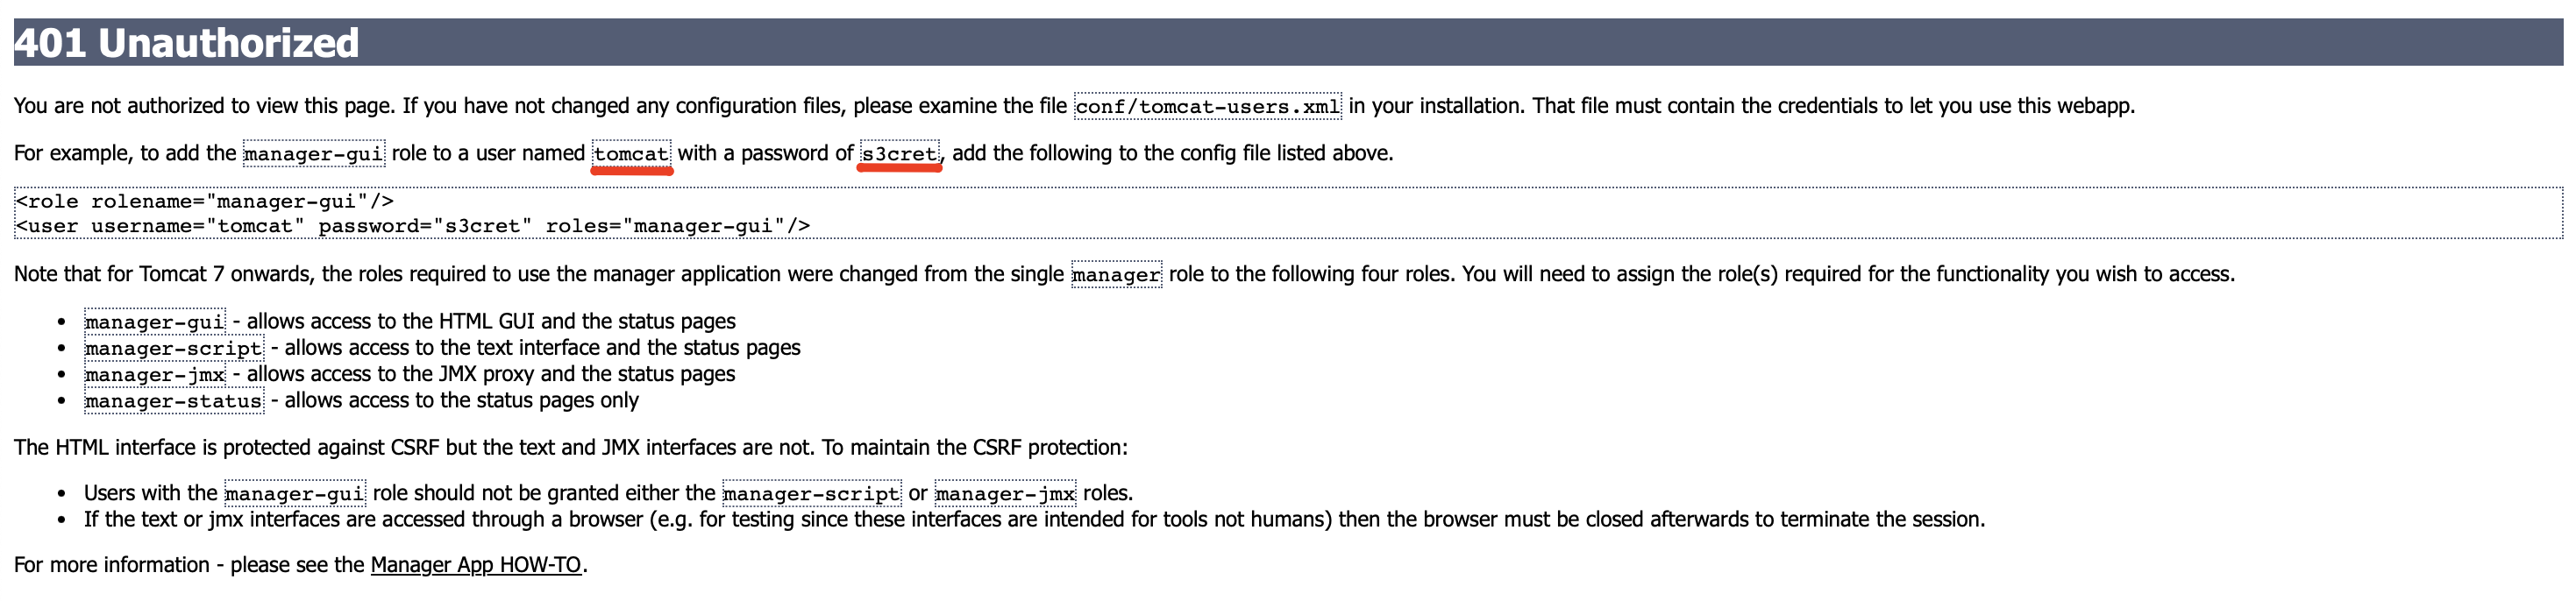 401 Unauthorized
You are not authorized to view this page. If you have not changed any configuration files, please examine the file conf/tomcat-users.xml in your installation. That file must contain the credentials to let you use this webapp.
For example, to add the manager-gui role to a user named tomcat with a password of s3cret, add the following to the config file listed above.
<role rolename="manager-gui"/>
<user username="tomcat" password="s3cret" roles="manager-gui"/>
Note that for Tomcat 7 onwards, the roles required to use the manager application were changed from the single manager role to the following four roles. You will need to assign the role(s) required for the functionality you wish to access.
• manager-gui - allows access to the HTML GUI and the status pages
• manager-script - allows access to the text interface and the status pages
• manager-jmx - allows access to the JMX proxy and the status pages
• manager-status - allows access to the status pages only
The HTML interface is protected against CSRF but the text and JMX interfaces are not. To maintain the CSRF protection:
• Users with the manager-gui role should not be granted either the manager-script or manager-jmx roles.
• If the text or jmx interfaces are accessed through a browser (e.g. for testing since these interfaces are intended for tools not humans) then the browser must be closed afterwards to terminate the session.
For more information - please see the Manager App HOW-TO.